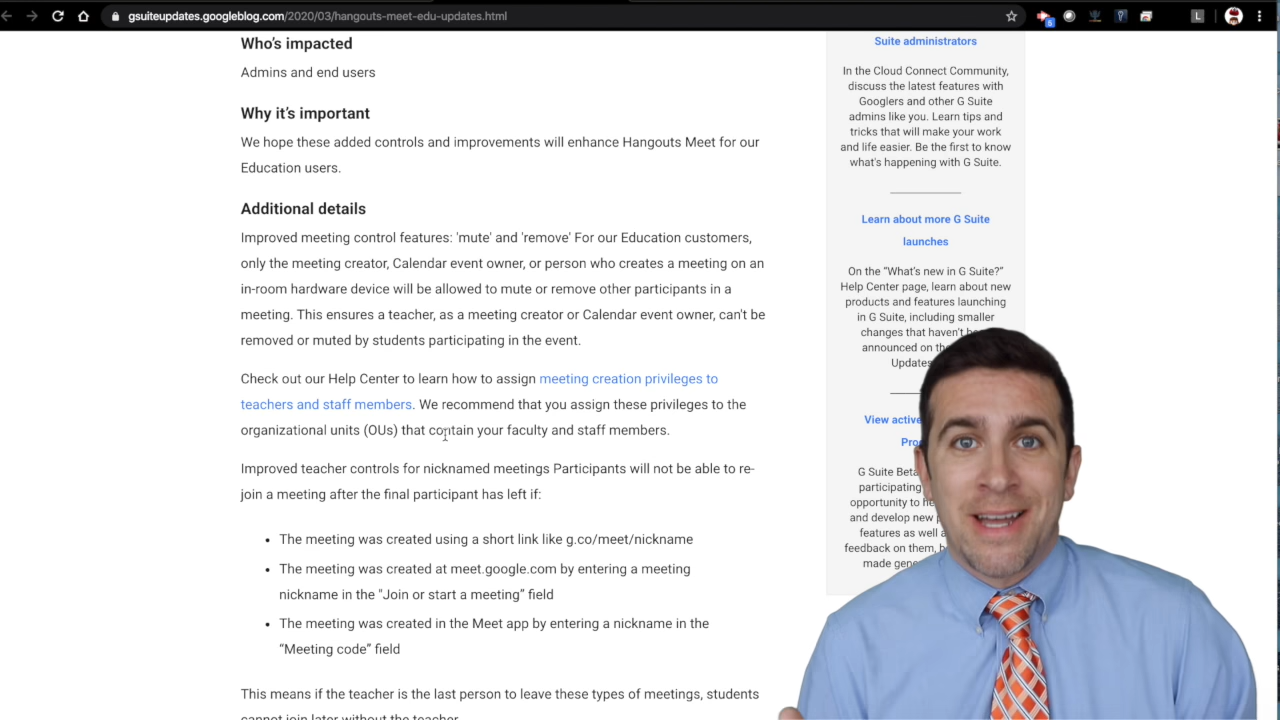 gsuiteupdates.googleblog.com/2020/03/hangouts-meet-edu-updates.html
L
Who's impacted
Admins and end users
Why it's important
We hope these added controls and improvements will enhance Hangouts Meet for our
Education users.
Additional details
Improved meeting control features: 'mute' and 'remove' For our Education customers,
only the meeting creator, Calendar event owner, or person who creates a meeting on an
in-room hardware device will be allowed to mute or remove other participants in a
meeting. This ensures a teacher, as a meeting creator or Calendar event owner, can't be
removed or muted by students participating in the event.
Check out our Help Center to learn how to assign meeting creation privileges to
teachers and staff members. We recommend that you assign these privileges to the
organizational units (OUs) that contain your faculty and staff members.
Improved teacher controls for nicknamed meetings Participants will not be able to re-
join a meeting after the final participant has left if:
• The meeting was created using a short link like g.co/meet/nickname
• The meeting was created at meet.google.com by entering a meeting
nickname in the "Join or start a meeting" field
• The meeting was created in the Meet app by entering a nickname in the
“Meeting code” field
This means if the teacher is the last person to leave these types of meetings, students
cannot join later without the teacher.
Suite administrators
In the Cloud Connect Community,
discuss the latest features with
Googlers and other G Suite
admins like you. Learn tips and
tricks that will make your work
and life easier. Be the first to know
what's happening with G Suite.
Learn about more G Suite
launches
On the “What's new in G Suite?”
Help Center page, learn about new
products and features launching
in G Suite, including smaller
changes that haven't
announced on
Updates
View active
G Suite
participating
opportunity to
and develop new
features as well
feedback on them,
made